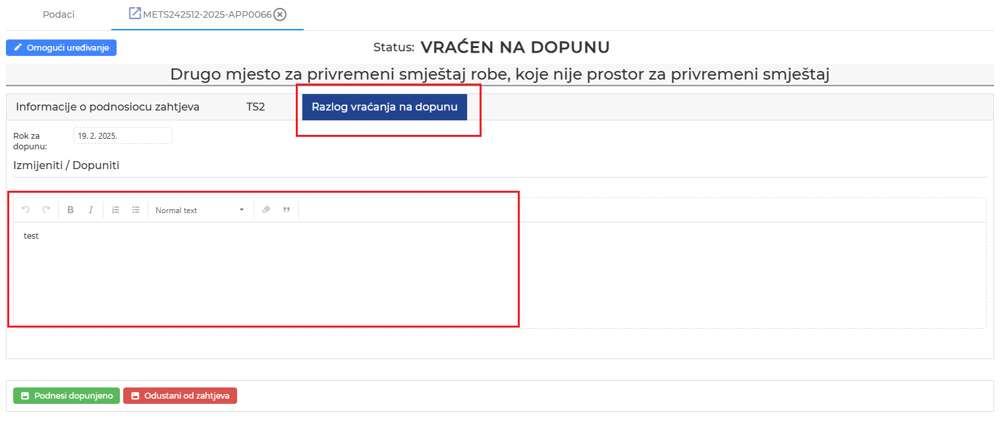 Podaci
METS242512-2025-APP0066
Omogući uređivanje
Status: VRAĆEN NA DOPUNU
Drugo mjesto za privremeni smještaj robe, koje nije prostor za privremeni smještaj
Informacije o podnosiocu zahtjeva TS2 Razlog vraćanja na dopunu
Rok za
dopunu:
19. 2. 2025.
Izmijeniti / Dopuniti
B I Normal text ”
test
Podnesi dopunjeno Odustani od zahtjeva